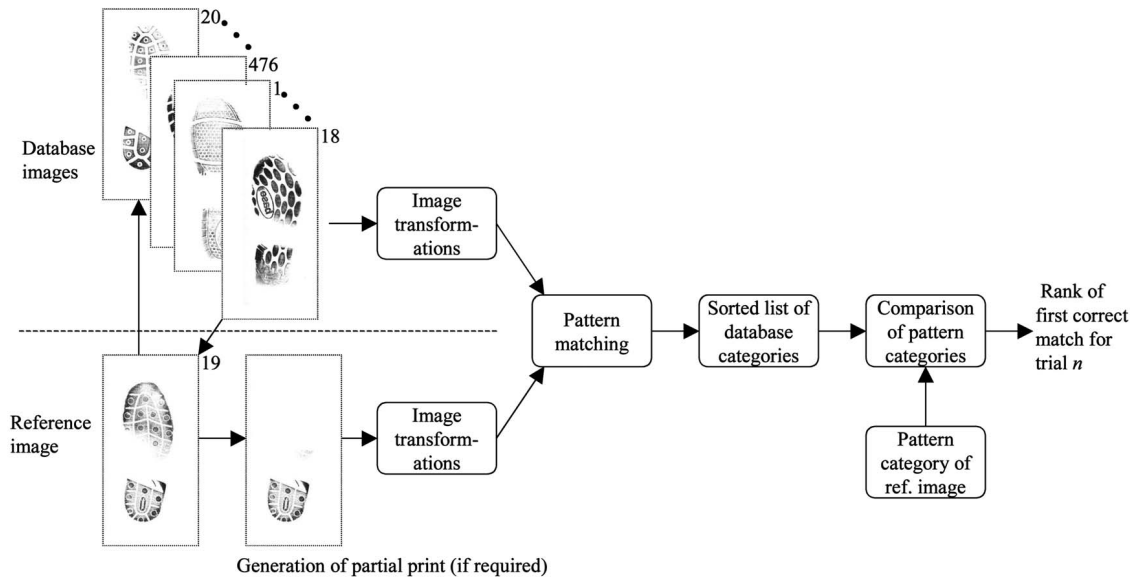 20
476
1
18
Database
images
Image
transform-
ations
Pattern
matching
Sorted list of
database
categories
Comparison
of pattern
categories
Rank of
first correct
match for
trial n
19
Reference
image
Image
transform-
ations
Pattern
category of
ref. image
Generation of partial print (if required)